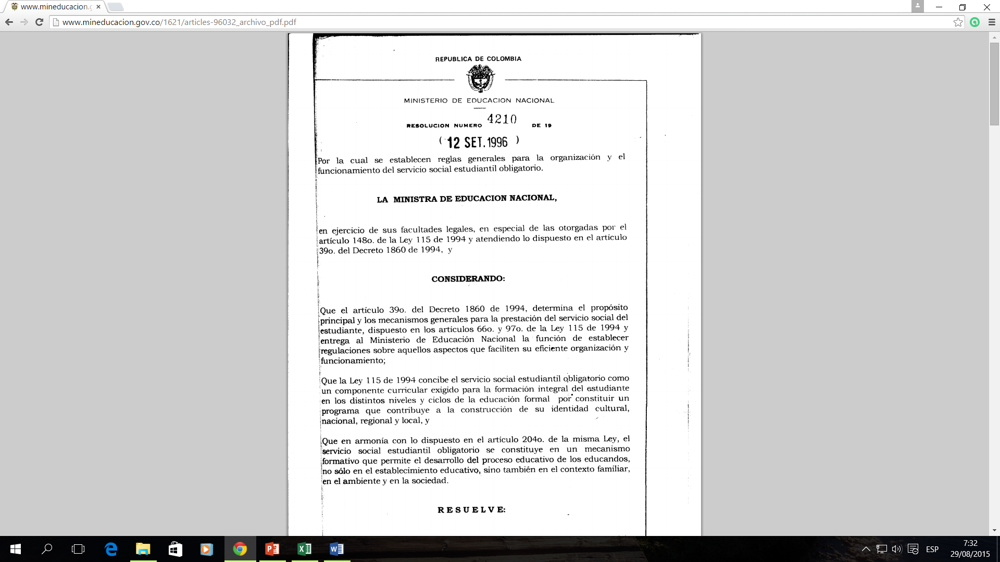 www.mineducacion.g
www.mineducacion.gov.co/1621/articles-96032_archivo_pdf.pdf
REPUBLICA DE COLOMBIA
MINISTERIO DE EDUCACION NACIONAL
RESOLUCION NUMERO 4210 DE 19
( 12 SET. 1996 )
Por la cual se establecen reglas generales para la organización y el
funcionamiento del servicio social estudiantil obligatorio.
LA MINISTRA DE EDUCACION NACIONAL,
en ejercicio de sus facultades legales, en especial de las otorgadas por el
artículo 148o. de la Ley 115 de 1994 y atendiendo lo dispuesto en el artículo
39o. del Decreto 1860 de 1994, y
CONSIDERANDO:
Que el artículo 39o. del Decreto 1860 de 1994, determina el propósito
principal y los mecanismos generales para la prestación del servicio social del
estudiante, dispuesto en los artículos 66o. y 97o. de la Ley 115 de 1994 y
entrega al Ministerio de Educación Nacional la función de establecer
regulaciones sobre aquellos aspectos que faciliten su eficiente organización y
funcionamiento;
Que la Ley 115 de 1994 concibe el servicio social estudiantil obligatorio como
un componente curricular exigido para la formación integral del estudiante
en los distintos niveles y ciclos de la educación formal por constituir un
programa que contribuye a la construcción de su identidad cultural,
nacional, regional y local, y
Que en armonía con lo dispuesto en el artículo 204o. de la misma Ley, el
servicio social estudiantil obligatorio se constituye en un mecanismo
formativo que permite el desarrollo del proceso educativo de los educandos,
no sólo en el establecimiento educativo, sino también en el contexto familiar,
en el ambiente y en la sociedad.
R E S U E L V E:
ESP
7:32
29/08/2015